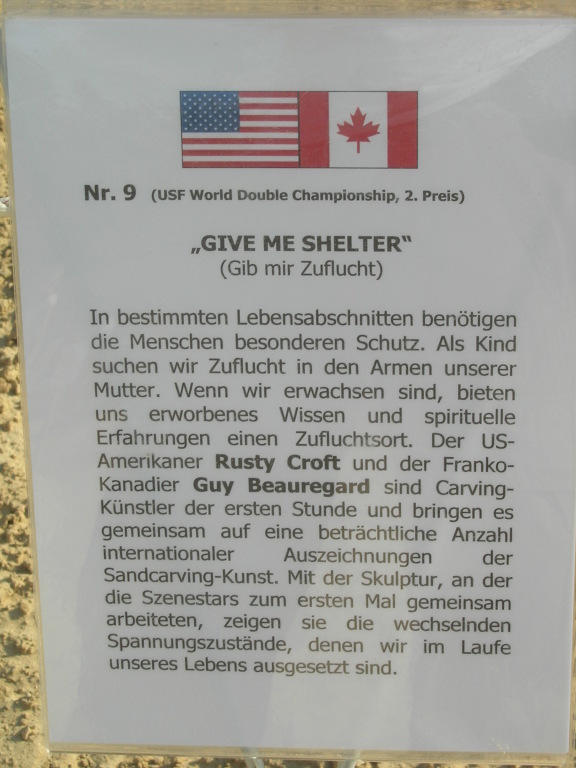 Nr. 9 (USF World Double Championship, 2. Preis)
„GIVE ME SHELTER“
(Gib mir Zuflucht)
In bestimmten Lebensabschnitten benötigen
die Menschen besonderen Schutz. Als Kind
suchen wir Zuflucht in den Armen unserer
Mutter. Wenn wir erwachsen sind, bieten
uns erworbenes Wissen und spirituelle
Erfahrungen einen Zufluchtsort. Der US-
Amerikaner Rusty Croft und der Franko-
Kanadier Guy Beauregard sind Carving-
Künstler der ersten Stunde und bringen es
gemeinsam auf eine beträchtliche Anzahl
internationaler Auszeichnungen der
Sandcarving-Kunst. Mit der Skulptur, an der
die Szenestars zum ersten Mal gemeinsam
arbeiteten, zeigen sie die wechselnden
Spannungszustände, denen wir im Laufe
unseres Lebens ausgesetzt sind.